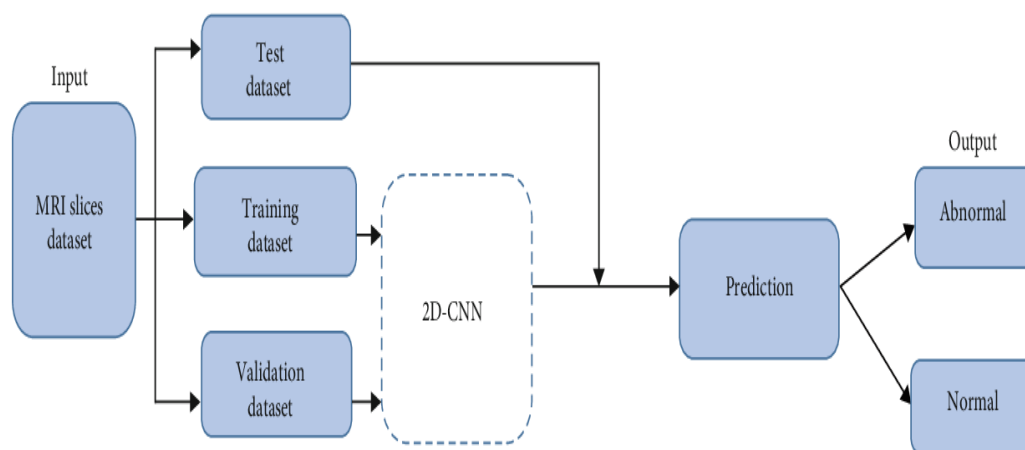 Input
MRI slices
dataset
Test
dataset
Training
dataset
Validation
dataset
2D-CNN
Prediction
Output
Abnormal
Normal